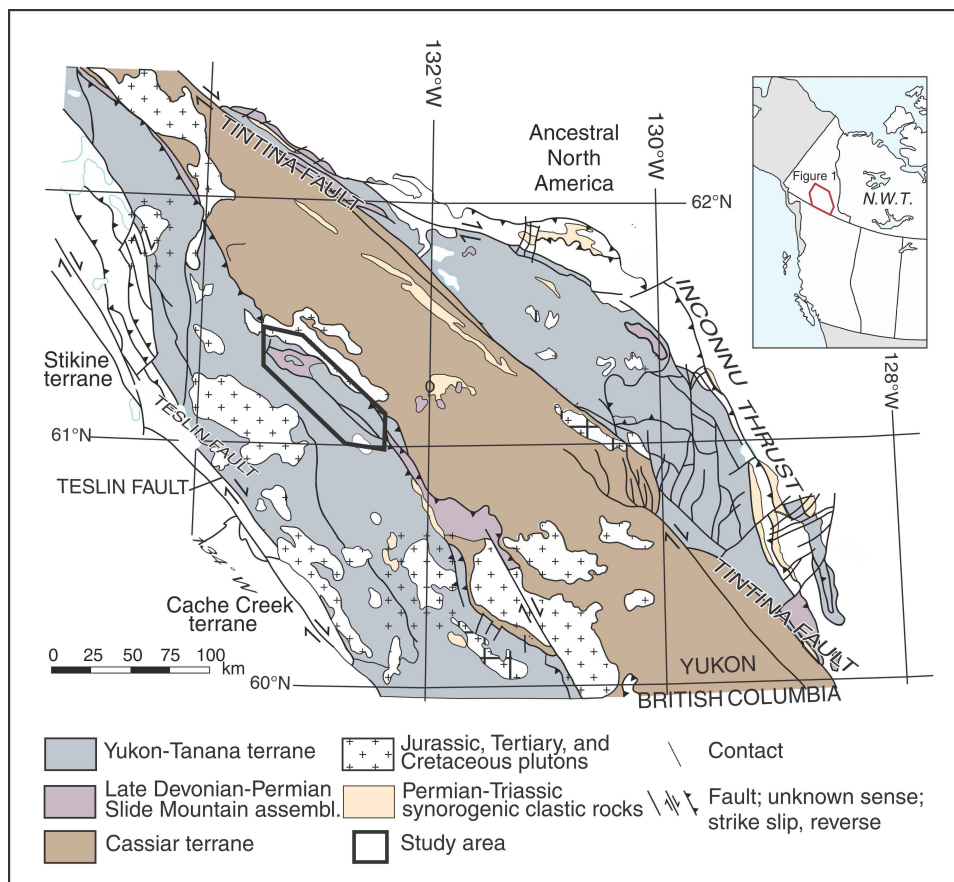 132°W
TINTINA FAULT
Ancestral
North
America
130°W
62°N
Figure 1
N.W.T.
INCONNU THRUST
128°W
Stikine
terrane
TESLIN FAULT
61°N
TESLIN FAULT
134°W
Cache Creek
terrane
TINTINA FAULT
0 25 50 75 100
km
60°N
YUKON
BRITISH COLUMBIA
Yukon-Tanana terrane
Late Devonian-Permian
Slide Mountain assembl.
Cassiar terrane
Jurassic, Tertiary, and
Cretaceous plutons
Permian-Triassic
synorogenic clastic rocks
Study area
Contact
Fault; unknown sense;
strike slip, reverse